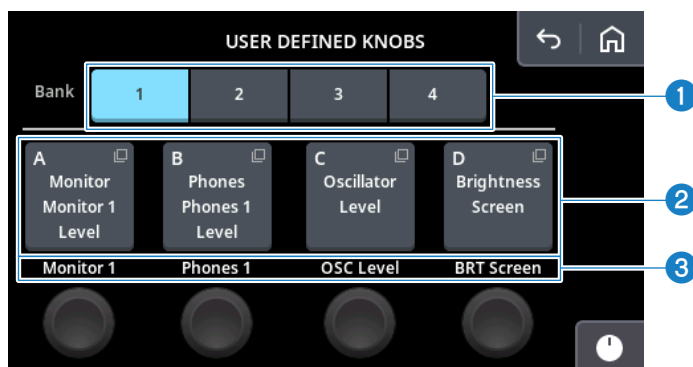 USER DEFINED KNOBS
Bank 1 2 3 4
1
A B C D
Monitor Phones Oscillator Brightness
Monitor 1 Phones 1 Level Screen
Level Level
2
Monitor 1 Phones 1 OSC Level BRT Screen
3